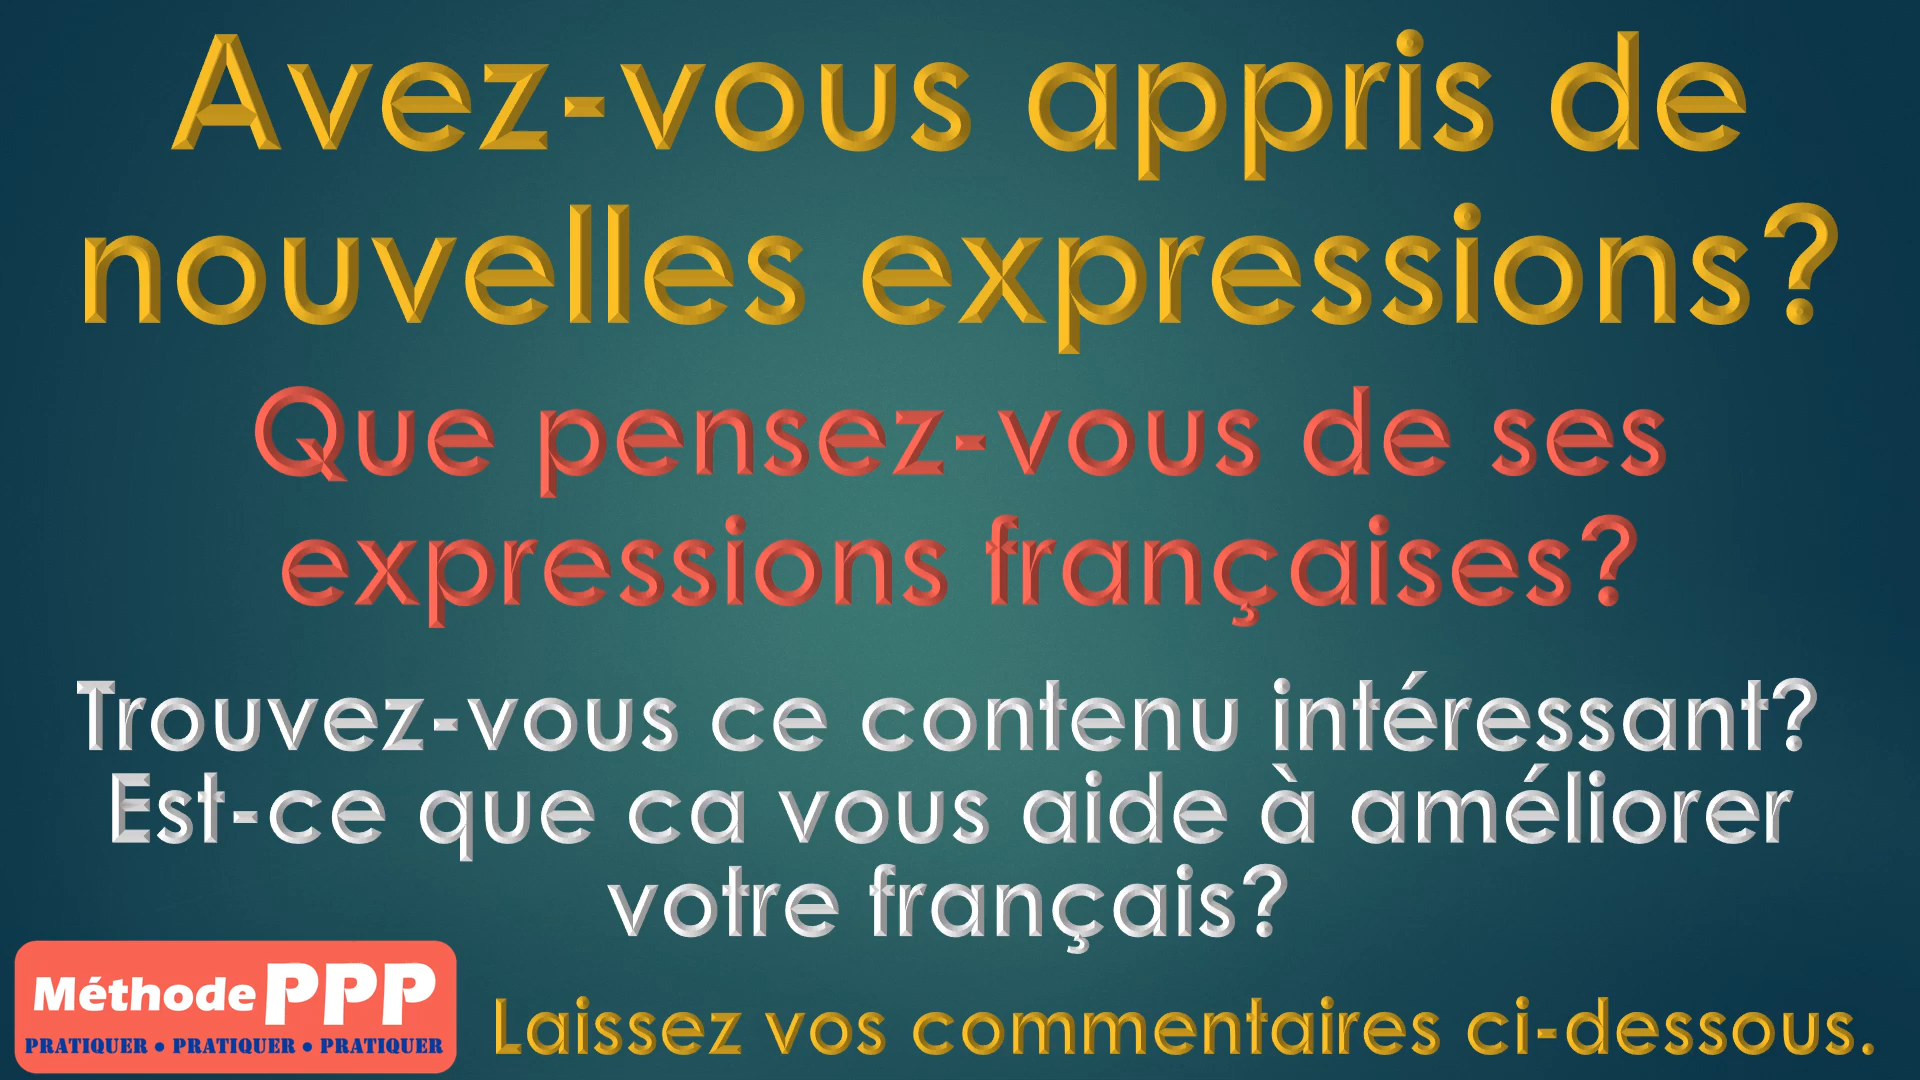 Avez-vous appris de
nouvelles expressions?
Que pensez-vous de ses
expressions françaises?
Trouvez-vous ce contenu intéressant?
Est-ce que ca vous aide à améliorer
votre français?
Méthode PPP
PRATIQUER • PRATIQUER • PRATIQUER
Laissez vos commentaires ci-dessous.